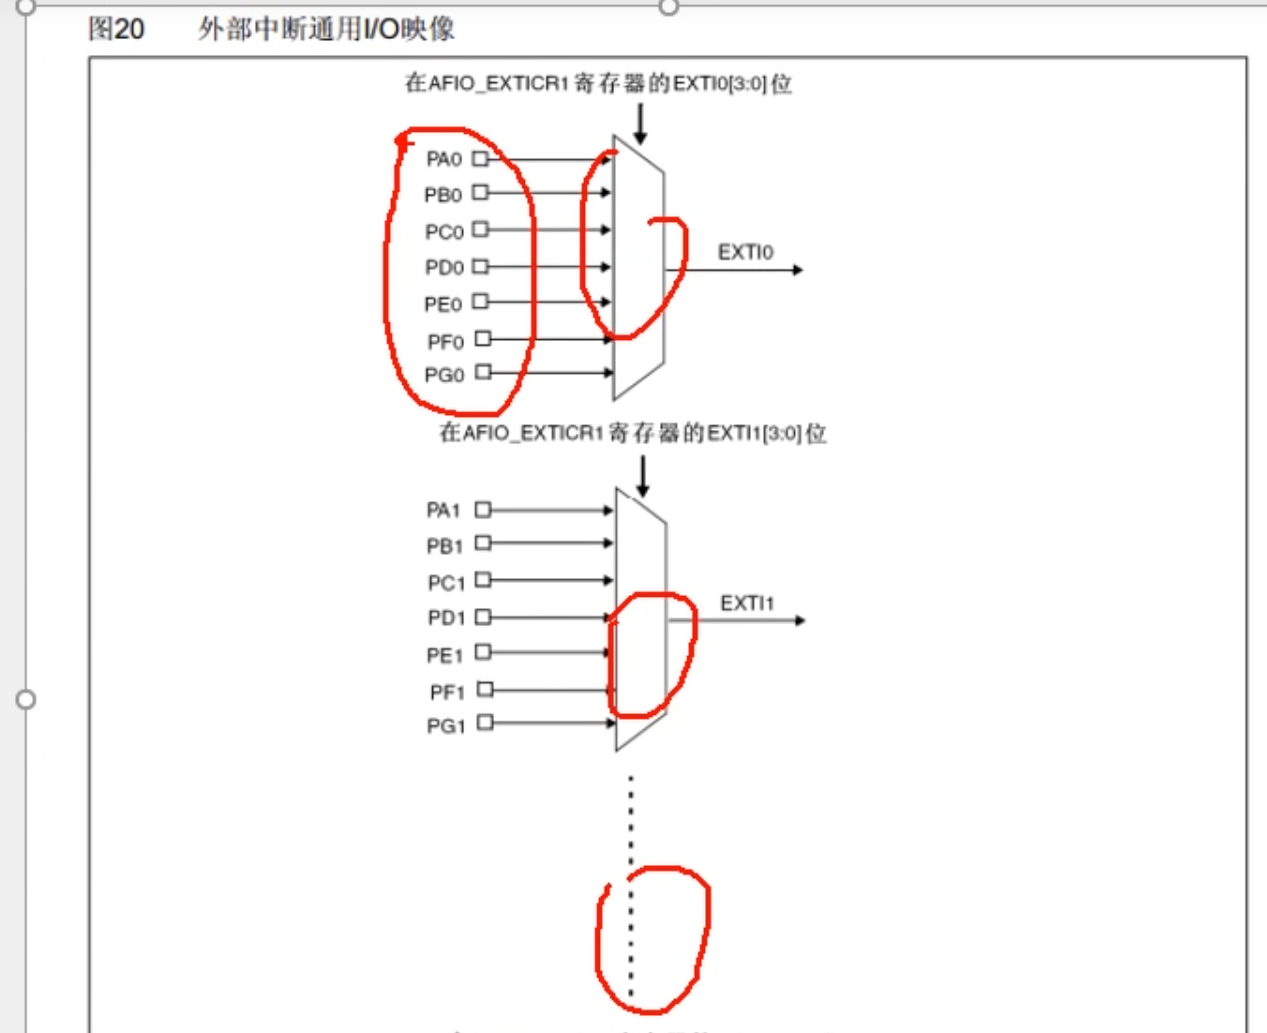 图20 外部中断通用I/O映像
在AFIO_EXTICR1寄存器的EXTI0[3:0]位
PA0
PB0
PC0
PD0
PE0
PF0
PG0
EXTI0
在AFIO_EXTICR1寄存器的EXTI1[3:0]位
PA1
PB1
PC1
PD1
PE1
PF1
PG1
EXTI1